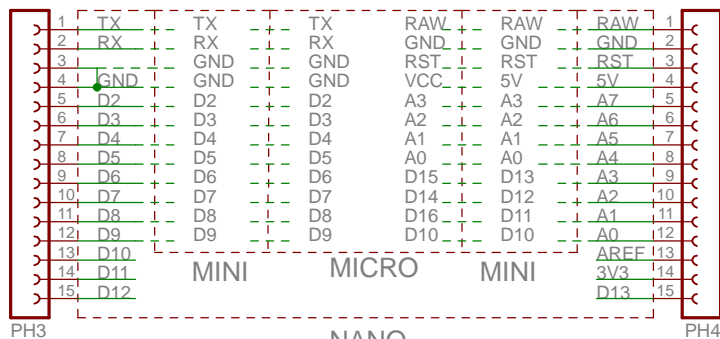 1 TX TX TX RAW RAW RAW 1
2 RX RX RX GND GND GND 2
3 GND GND RST RST RST 3
4 GND GND GND VCC 5V 5V 4
5 D2 D2 D2 A3 A3 A7 5
6 D3 D3 D3 A2 A2 A6 6
7 D4 D4 D4 A1 A1 A5 7
8 D5 D5 D5 A0 A0 A4 8
9 D6 D6 D6 D15 D13 A3 9
10 D7 D7 D7 D14 D12 A2 10
11 D8 D8 D8 D16 D11 A1 11
12 D9 D9 D9 D10 D10 A0 12
13 D10 AREF 13
14 D11 MINI MICRO MINI 3V3 14
15 D12 D13 15
PH3 NANO PH4